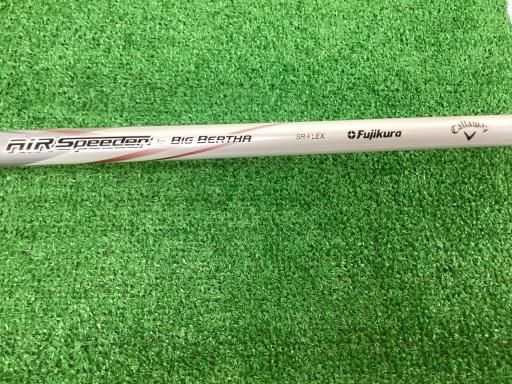 AiR Speeder for BIG BERTHA SR-FLEX Fujikura Callaway